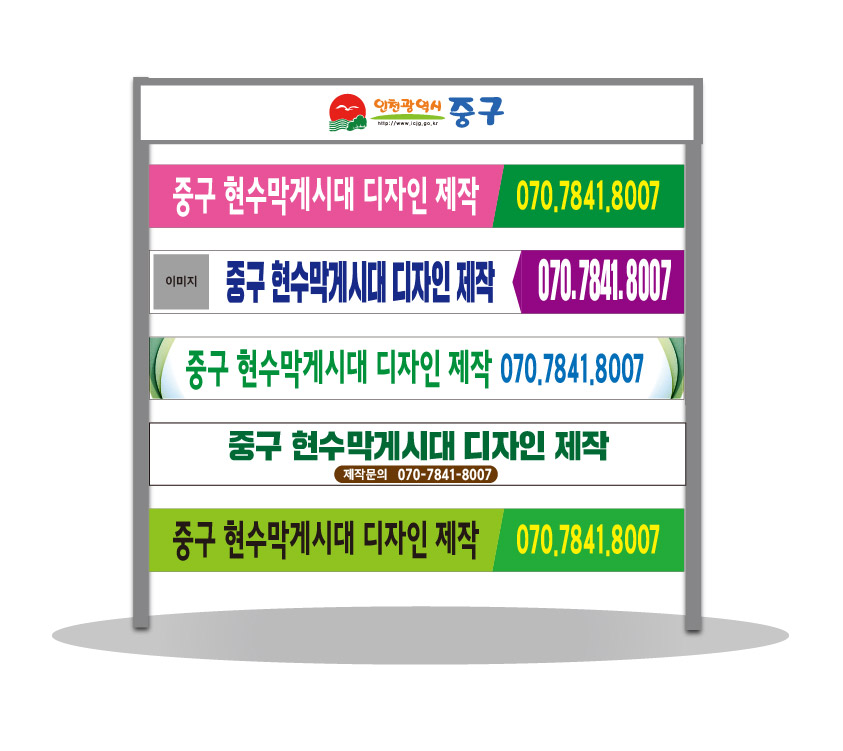 인천광역시 중구
http://www.icjg.go.kr
중구 현수막게시대 디자인 제작 070.7841.8007
이미지 중구 현수막게시대 디자인 제작 070.7841.8007
중구 현수막게시대 디자인 제작 070.7841.8007
중구 현수막게시대 디자인 제작
제작문의 070-7841-8007
중구 현수막게시대 디자인 제작 070.7841.8007